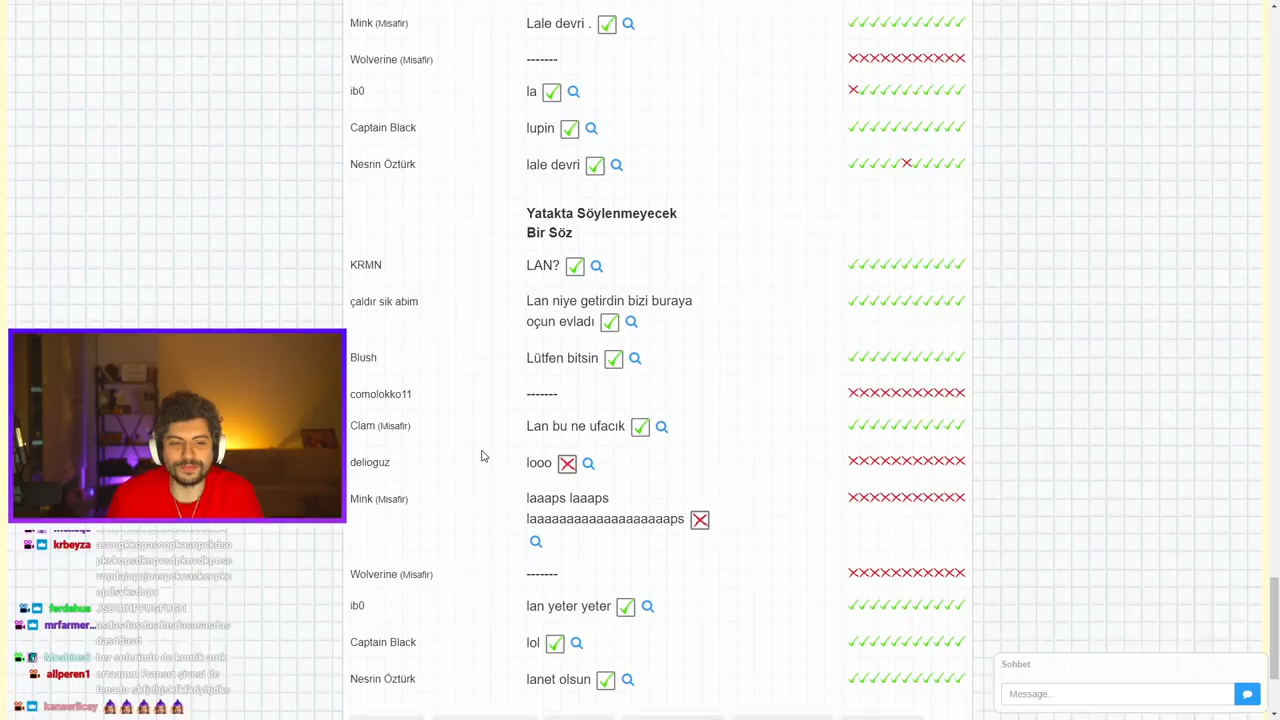 Mink (Misafir) Lale devri .
Wolverine (Misafir) -------
ib0 la
Captain Black lupin
Nesrin Öztürk lale devri
Yatakta Söylenmeyecek
Bir Söz
KRMN LAN?
çaldır sik abim Lan niye getirdin bizi buraya
oçun evladı
Blush Lütfen bitsin
comolokko11 -------
Clam (Misafir) Lan bu ne ufacık
delioguz looo
Mink (Misafir) laaaps laaaps
laaaaaaaaaaaaaaaaaaaps
Wolverine (Misafir) -------
ib0 lan yeter yeter
Captain Black lol
Nesrin Öztürk lanet olsun
krbeyza
ferdehus
mrfarmer... asdasdasdasdasdasasdas
dasddasd
her seferinde de komik amk
allperen1
Sohbet
Message...